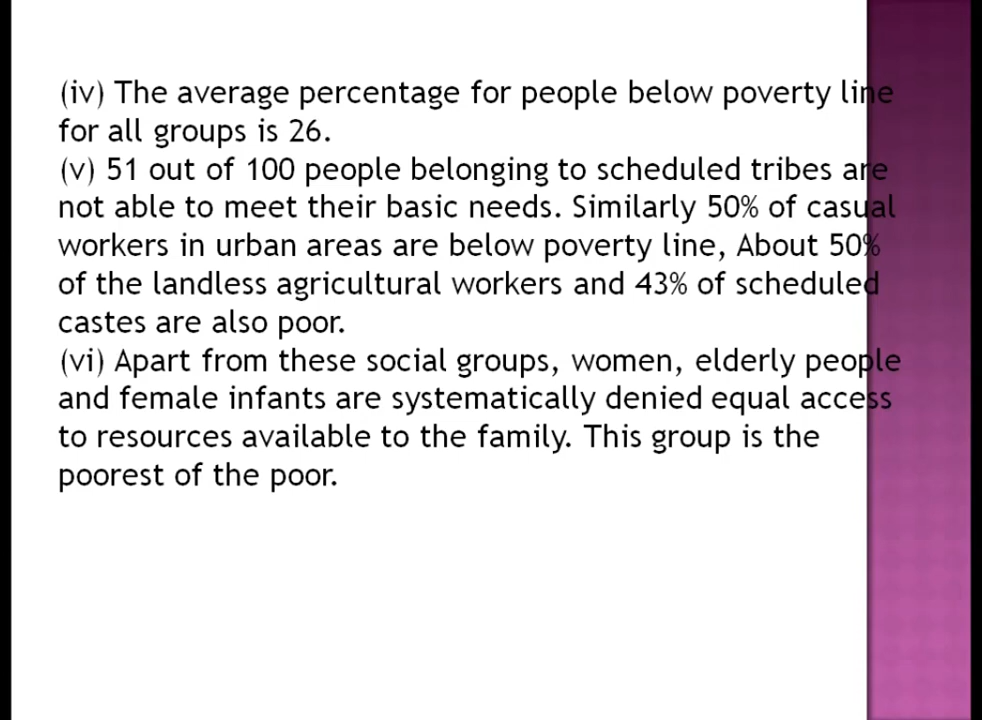 (iv) The average percentage for people below poverty line
for all groups is 26.
(v) 51 out of 100 people belonging to scheduled tribes are
not able to meet their basic needs. Similarly 50% of casual
workers in urban areas are below poverty line, About 50%
of the landless agricultural workers and 43% of scheduled
castes are also poor.
(vi) Apart from these social groups, women, elderly people
and female infants are systematically denied equal access
to resources available to the family. This group is the
poorest of the poor.